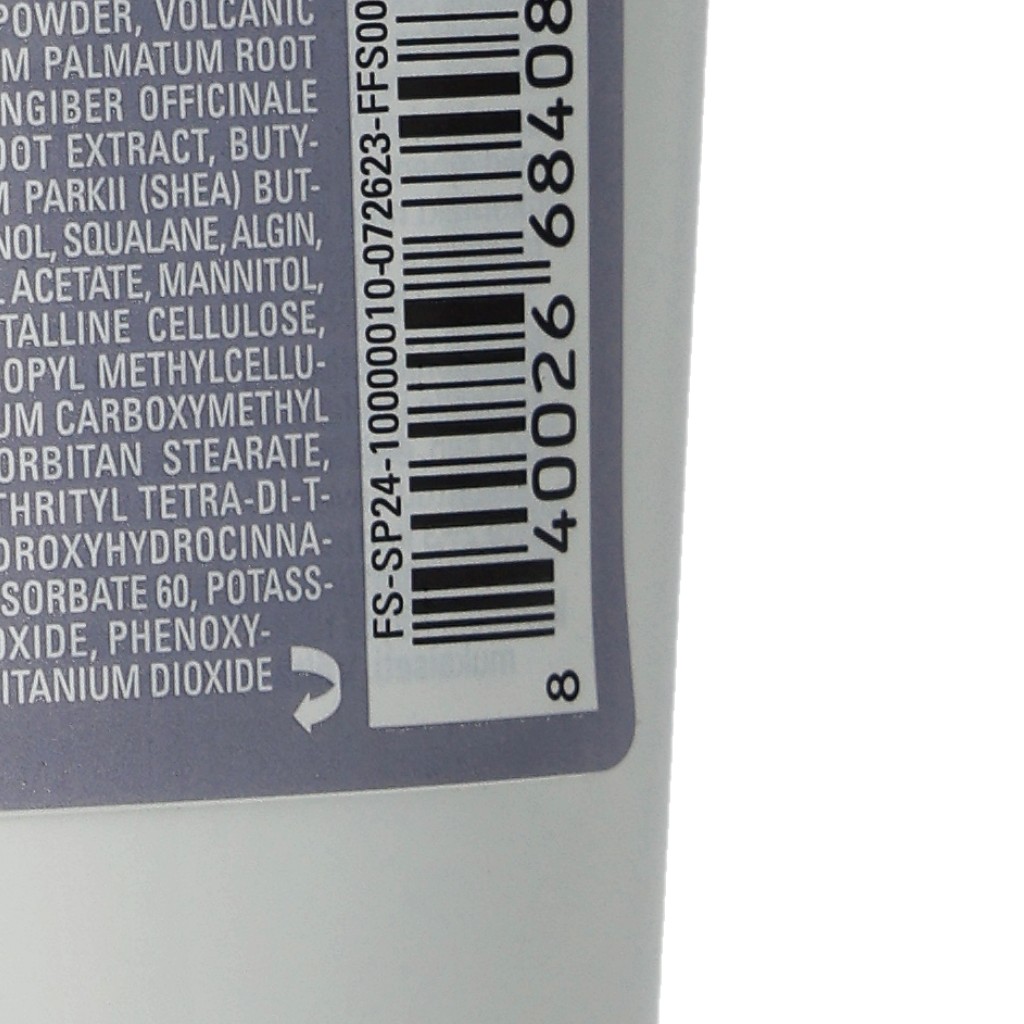 POWDER, VOLCANIC
M PALMATUM ROOT
NGIBER OFFICINALE
OOT EXTRACT, BUTY-
M PARKII (SHEA) BUT-
NOL, SQUALANE, ALGIN,
L ACETATE, MANNITOL,
TALLINE CELLULOSE,
OPYL METHYLCELLU-
UM CARBOXYMETHYL
ORBITAN STEARATE,
THRITYL TETRA-DI-T-
DROXYHYDROCINNA-
SORBATE 60, POTASS-
OXIDE, PHENOXY-
ITANIUM DIOXIDE
FS-SP24-10000010-072623-FFS00
8 40026 68408